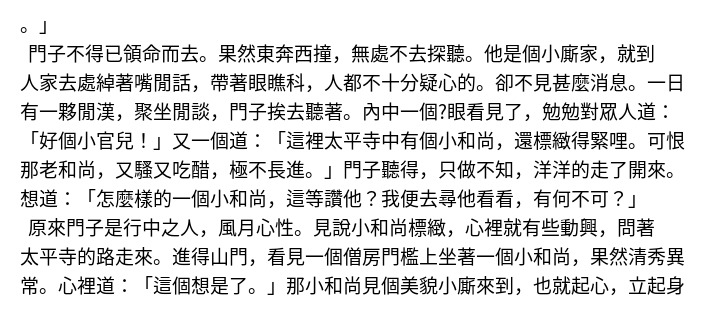 。」
門子不得已領命而去。果然東奔西撞，無處不去探聽。他是個小廝家，就到
人家去處綽著嘴閒話，帶著眼瞧科，人都不十分疑心的。卻不見甚麼消息。一日
有一夥閒漢，聚坐閒談，門子挨去聽著。內中一個?眼看見了，勉勉對眾人道：
「好個小官兒！」又一個道：「這裡太平寺中有個小和尚，還標緻得緊哩。可恨
那老和尚，又騷又吃醋，極不長進。」門子聽得，只做不知，洋洋的走了開來。
想道：「怎麼樣的一個小和尚，這等讚他？我便去尋他看看，有何不可？」
原來門子是行中之人，風月心性。見說小和尚標緻，心裡就有些動興，問著
太平寺的路走來。進得山門，看見一個僧房門檻上坐著一個小和尚，果然清秀異
常。心裡道：「這個想是了。」那小和尚見個美貌小廝來到，也就起心，立起身